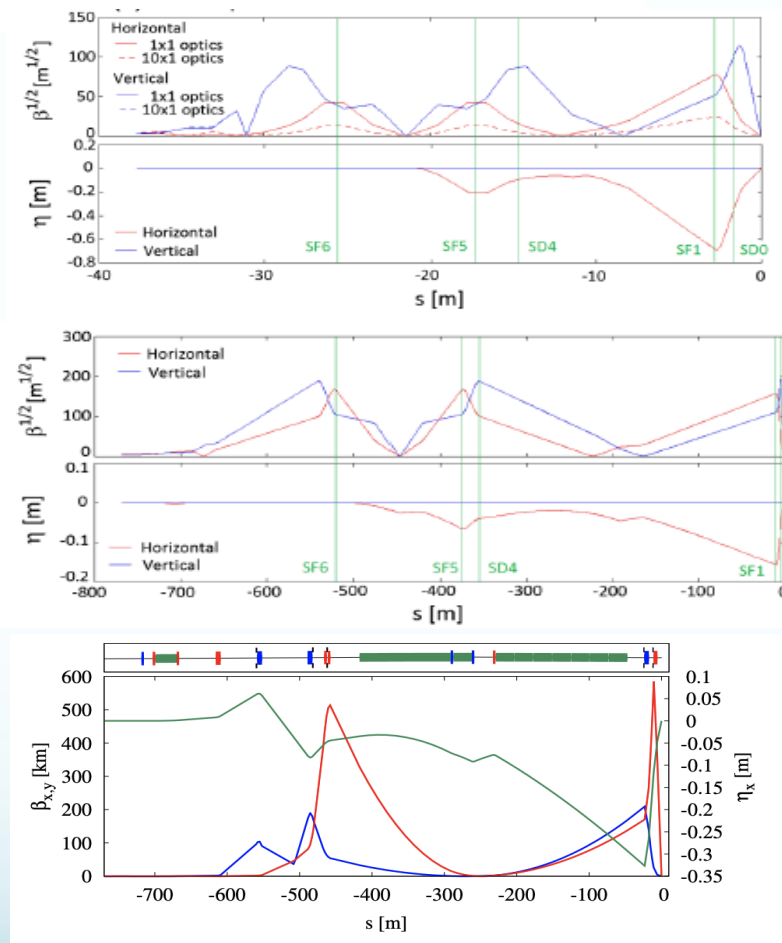 150
100
50
0
β^1/2 [m^1/2]
Horizontal
1x1 optics
10x1 optics
Vertical
1x1 optics
10x1 optics
0.2
0
-0.2
-0.4
-0.6
-0.8
η [m]
Horizontal
Vertical
SF6
SF5
SD4
SF1
SD0
-40
-30
-20
-10
0
s [m]
300
200
100
0
β^1/2 [m^1/2]
Horizontal
Vertical
0.1
0
-0.1
-0.2
η [m]
Horizontal
Vertical
SF6
SF5
SD4
SF1
-800
-700
-600
-500
-400
-300
-200
-100
s [m]
600
500
400
300
200
100
0
βx,y [km]
0.1
0.05
0
-0.05
-0.1
-0.15
-0.2
-0.25
-0.3
-0.35
ηx [m]
-700
-600
-500
-400
-300
-200
-100
0
s [m]